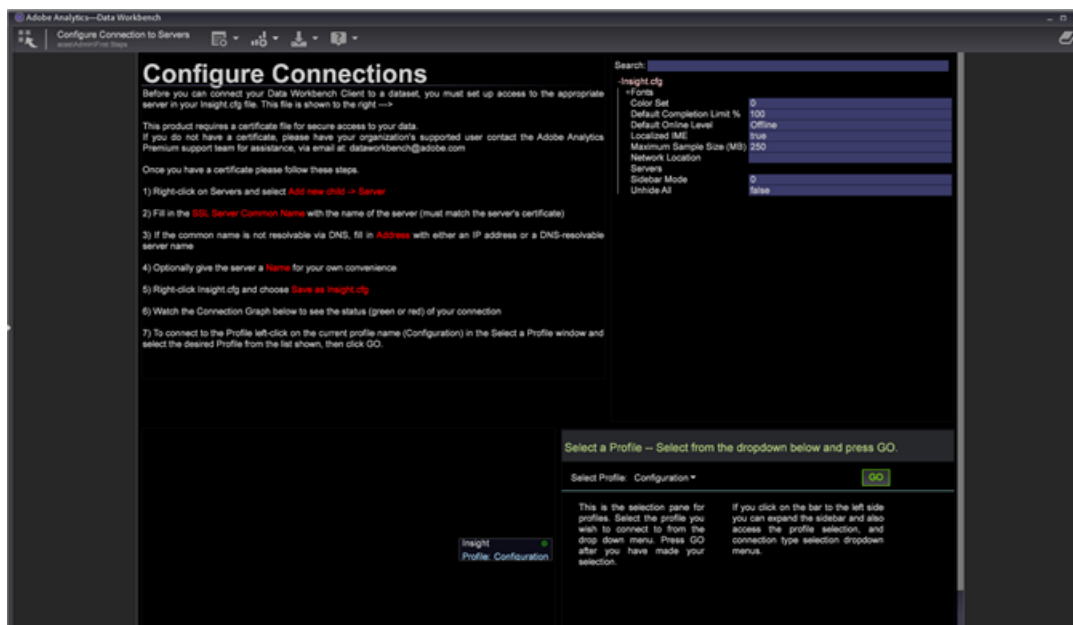 Adobe Analytics—Data Workbench
Configure Connection to Servers
Configure Connections
Before you can connect your Data Workbench Client to a dataset, you must set up access to the appropriate
server in your Insight.cfg file. This file is shown to the right --->
This product requires a certificate file for secure access to your data.
If you do not have a certificate, please have your organization's supported user contact the Adobe Analytics
Premium support team for assistance, via email at: dataworkbench@adobe.com
Once you have a certificate please follow these steps.
1) Right-click on Servers and select Add new child -> Server
2) Fill in the SSL Server Common Name with the name of the server (must match the server's certificate)
3) If the common name is not resolvable via DNS, fill in Address with either an IP address or a DNS-resolvable
server name
4) Optionally give the server a Name for your own convenience
5) Right-click Insight.cfg and choose Save as Insight.cfg
6) Watch the Connection Graph below to see the status (green or red) of your connection
7) To connect to the Profile left-click on the current profile name (Configuration) in the Select a Profile window and
select the desired Profile from the list shown, then click GO.
Search:
-Insight.cfg
+Fonts
Color Set 0
Default Completion Limit % 100
Default Online Level Offline
Localized IME true
Maximum Sample Size (MB) 250
Network Location
Servers
Sidebar Mode 0
Unhide All false
Insight
Profile: Configuration
Select a Profile -- Select from the dropdown below and press GO.
Select Profile: Configuration
GO
This is the selection pane for
profiles. Select the profile you
wish to connect to from the
drop down menu. Press GO
after you have made your
selection.
If you click on the bar to the left side
you can expand the sidebar and also
access the profile selection, and
connection type selection dropdown
menus.